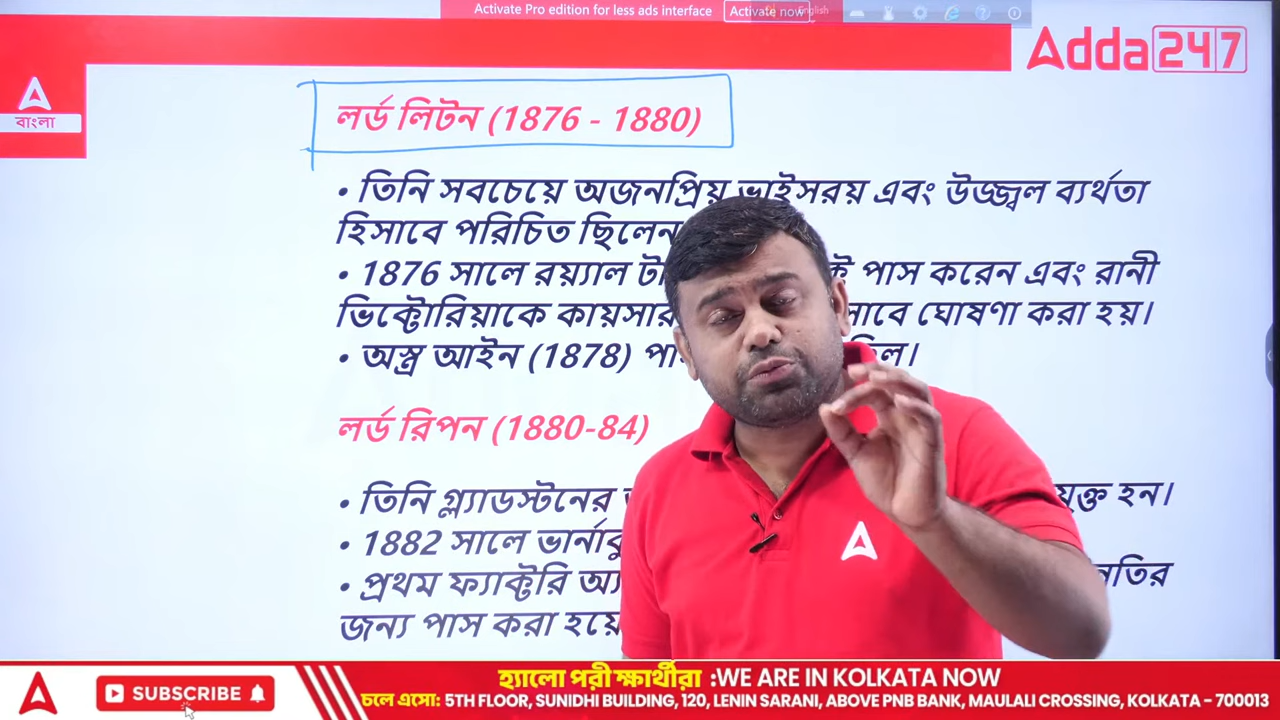 Activate Pro edition for less ads interface Activate now English
Adda 247
বাংলা
লর্ড লিটন (1876 - 1880)
• তিনি সবচেয়ে অজনপ্রিয় ভাইসরয় এবং উজ্জ্বল ব্যর্থতা
হিসাবে পরিচিত ছিলেন
• 1876 সালে রয়্যাল পাস করেন এবং রানী
ভিক্টোরিয়াকে কায়সার ঘোষণা করা হয়।
• অস্ত্র আইন (1878)
লর্ড রিপন (1880-84)
• তিনি গ্ল্যাডস্টনের হন।
• 1882 সালে
• প্রথম ফ্যাক্টরি
জন্য পাস করা
হ্যালো পরীক্ষার্থীরা :WE ARE IN KOLKATA NOW
SUBSCRIBE
চলে এসো: 5TH FLOOR, SUNIDHI BUILDING, 120, LENIN SARANI, ABOVE PNB BANK, MAULALI CROSSING, KOLKATA - 700013